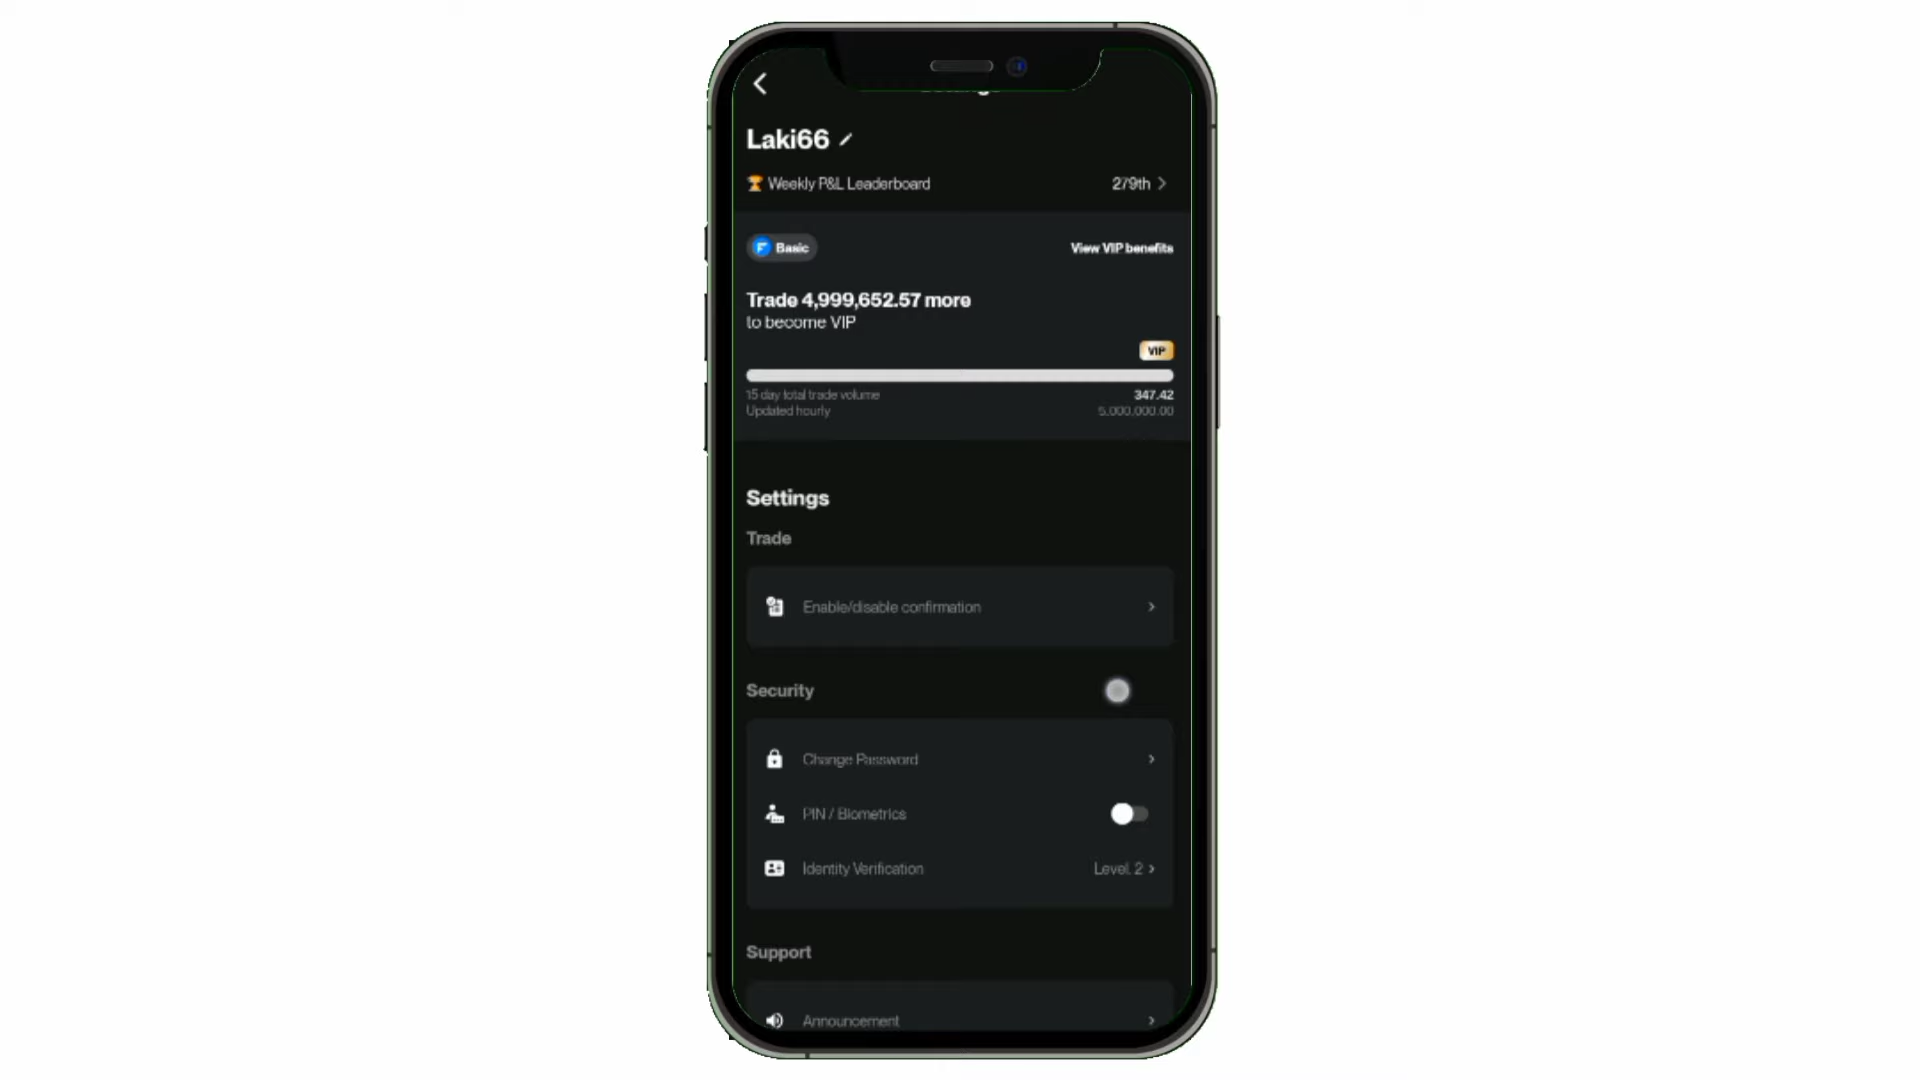 Laki66
Weekly P&L Leaderboard 279th
Basic View VIP benefits
Trade 4,999,652.57 more
to become VIP
VIP
15 day total trade volume 347.42
Updated hourly 5,000,000.00
Settings
Trade
Enable/disable confirmation
Security
Change Password
PIN / Biometrics
Identity Verification Level 2
Support
Announcement